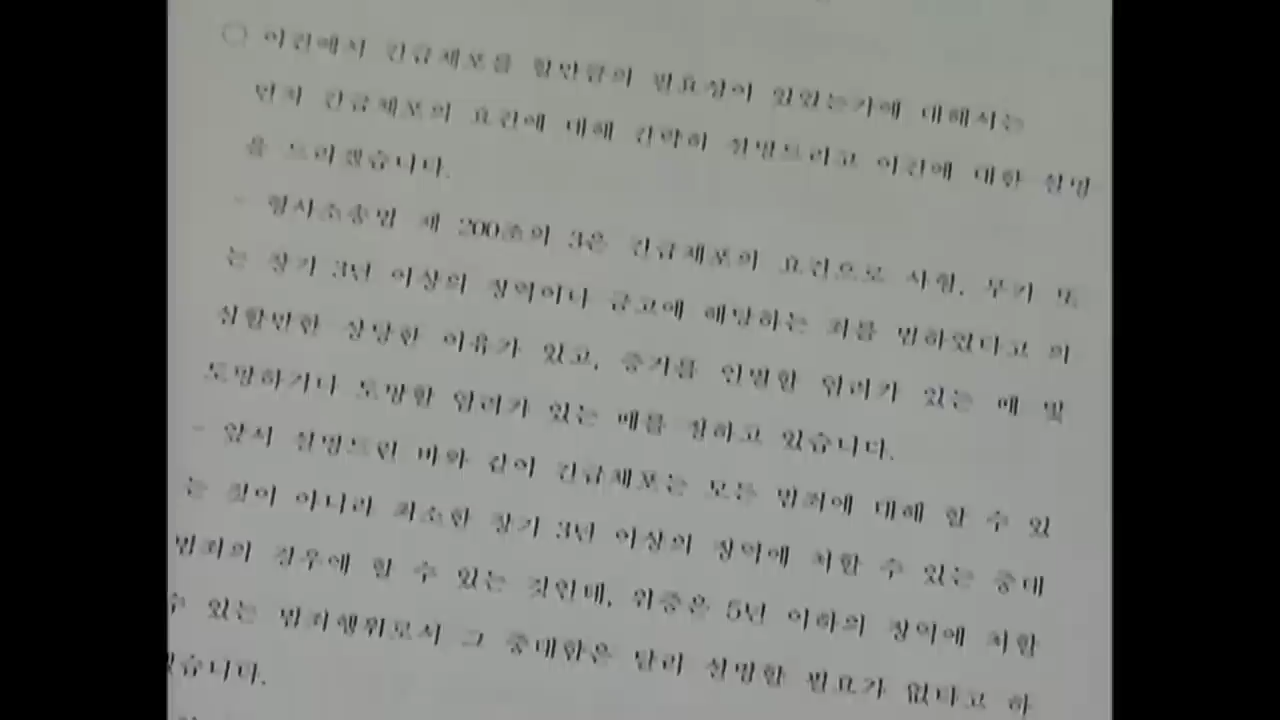 ○ 이건에서 긴급체포를 할만큼의 필요성이 있었는가에 대해서는
먼저 긴급체포의 요건에 대해 간략히 설명드리고 이건에 대한 설명
을 드리겠습니다.
- 형사소송법 제 200조의 3은 긴급체포의 요건으로 사형, 무기 또
는 장기 3년 이상의 징역이나 금고에 해당하는 죄를 범하였다고 의
심할만한 상당한 이유가 있고, 증거를 인멸할 염려가 있는 때 및
도망하거나 도망할 염려가 있는 때를 정하고 있습니다.
- 앞서 설명드린 바와 같이 긴급체포는 모든 범죄에 대해 할 수 있
는 것이 아니라 최소한 장기 3년 이상의 징역에 처할 수 있는 중대
범죄의 경우에 할 수 있는 것인데, 위증은 5년 이하의 징역에 처할
수 있는 범죄행위로서 그 중대함은 달리 설명할 필요가 없다고 하
겠습니다.